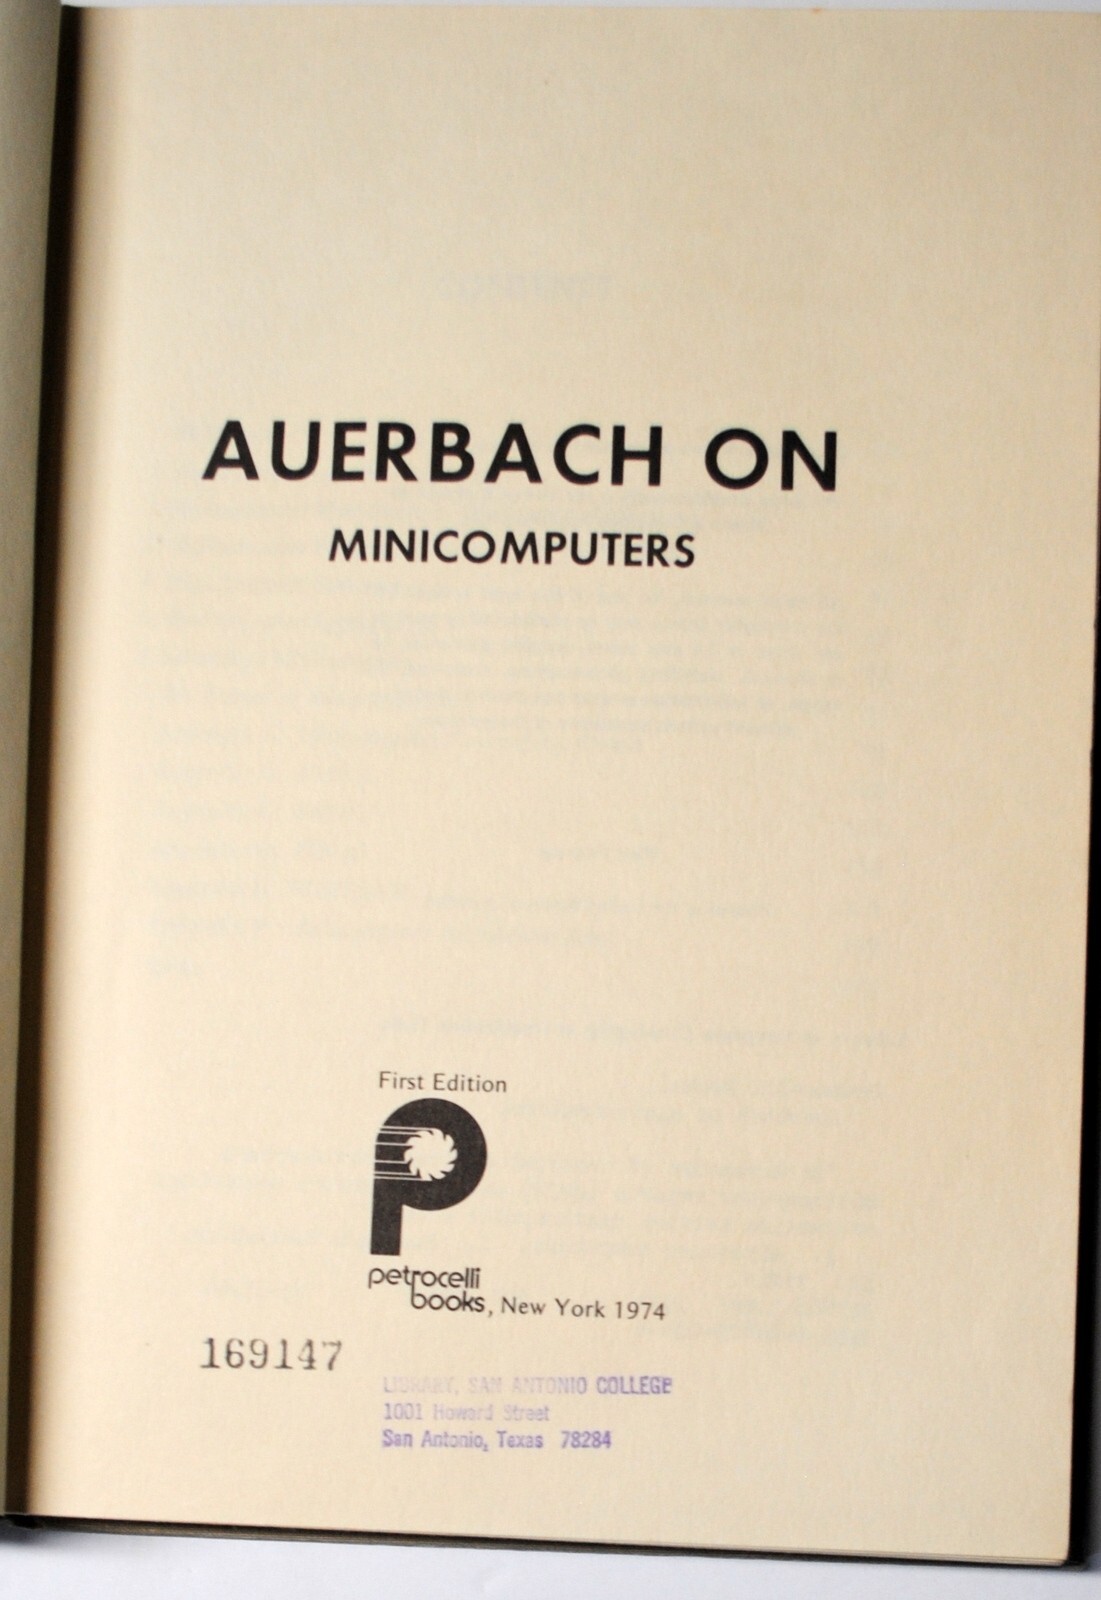 AUERBACH ON
MINICOMPUTERS
First Edition
petrocelli
books, New York 1974
169147
LIBRARY, SAN ANTONIO COLLEGE
1001 Howard Street
San Antonio, Texas 78284